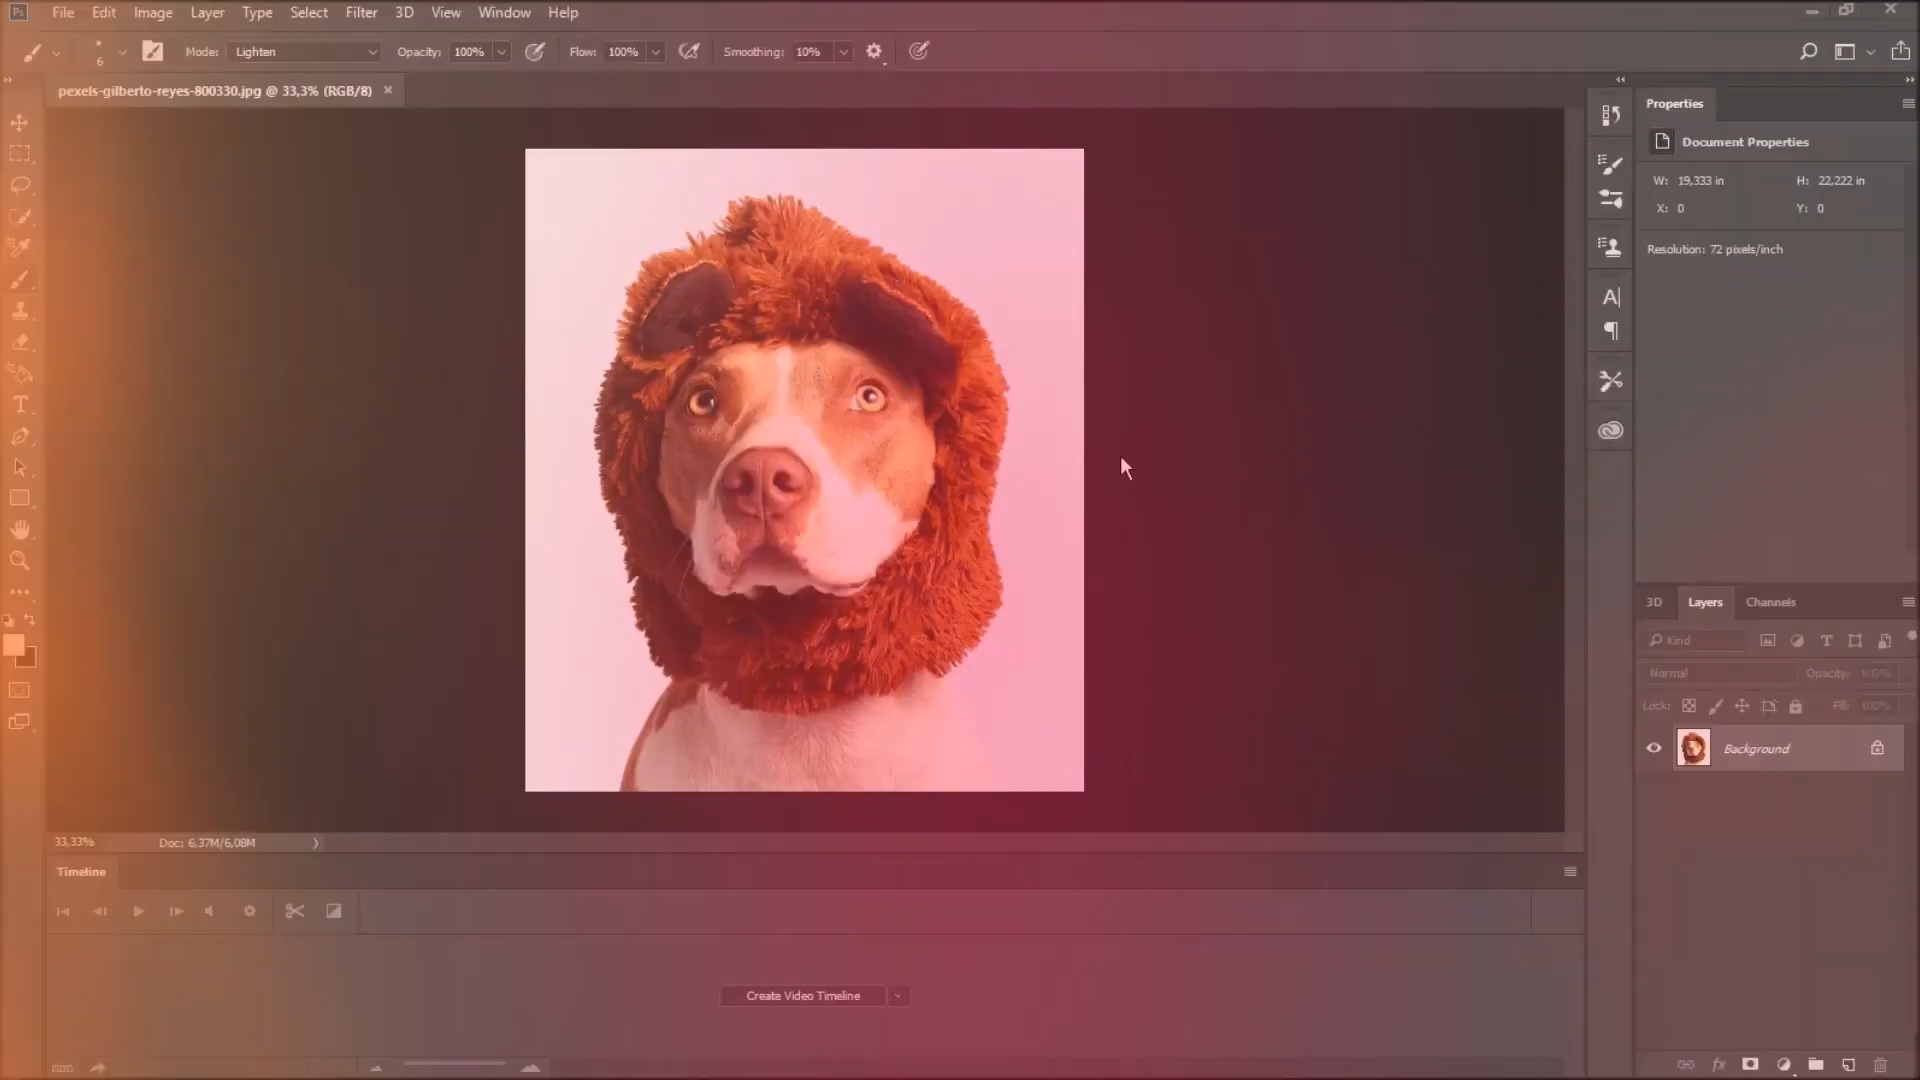 Ps File Edit Image Layer Type Select Filter 3D View Window Help
6 Mode: Lighten Opacity: 100% Flow: 100% Smoothing: 10%
pexels-gilberto-reyes-800330.jpg @ 33,3% (RGB/8)
Properties
Document Properties
W: 19,333 in H: 22,222 in
X: 0 Y: 0
Resolution: 72 pixels/inch
3D Layers Channels
Kind
Normal Opacity: 100%
Lock: Fill: 100%
Background
33,33% Doc: 6,37M/6,08M
Timeline
Create Video Timeline
fx